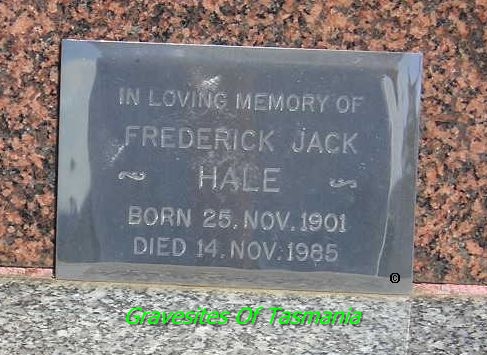 IN LOVING MEMORY OF
FREDERICK JACK
~ HALE ~
BORN 25. NOV. 1901
DIED 14. NOV. 1985
©
Gravesites Of Tasmania